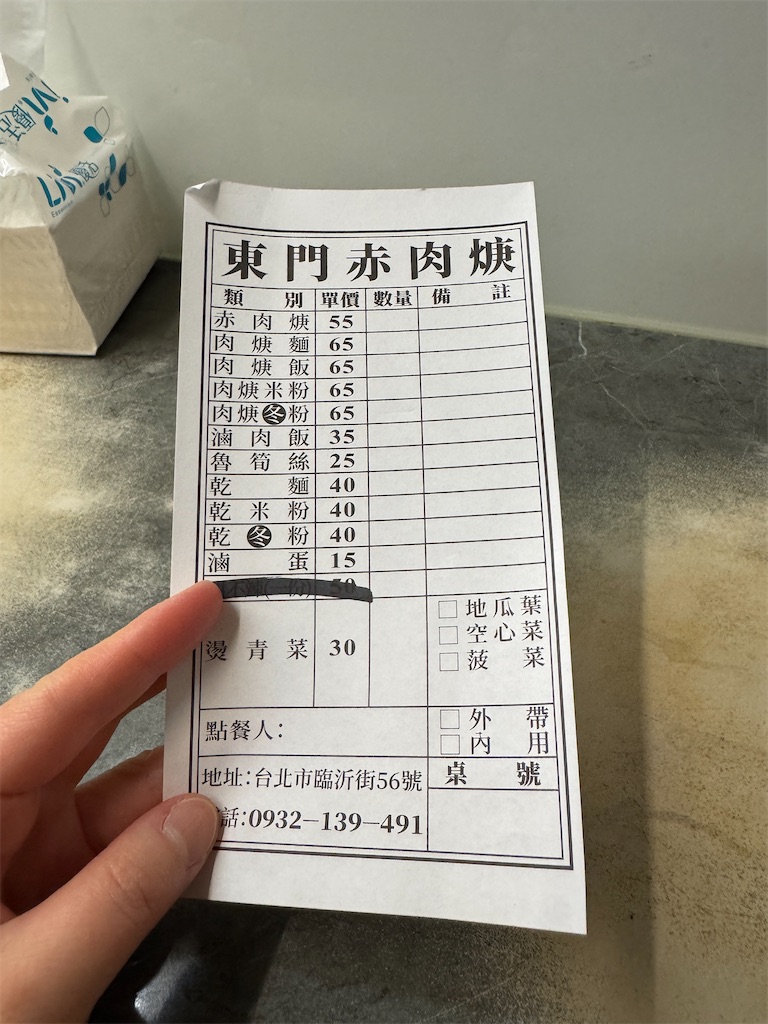 東門赤肉焿
類別 單價 數量 備註
赤肉焿 55
肉焿麵 65
肉焿飯 65
肉焿米粉 65
肉焿冬粉 65
滷肉飯 35
魯筍絲 25
乾麵 40
乾米粉 40
乾冬粉 40
滷蛋 15
50
燙青菜 30
□ 地瓜葉
□ 空心菜
□ 菠菜
點餐人:
□ 外帶
□ 內用
地址:台北市臨沂街56號
桌號
話:0932-139-491